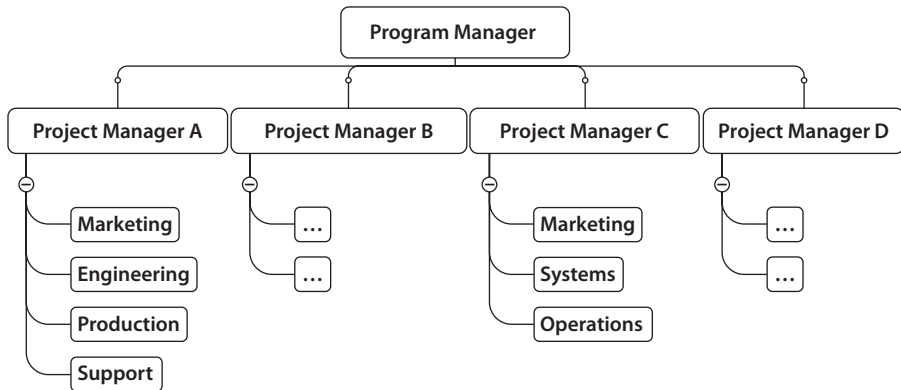 Program Manager
Project Manager A
Project Manager B
Project Manager C
Project Manager D
Marketing
Engineering
Production
Support
...
...
Marketing
Systems
Operations
...
...